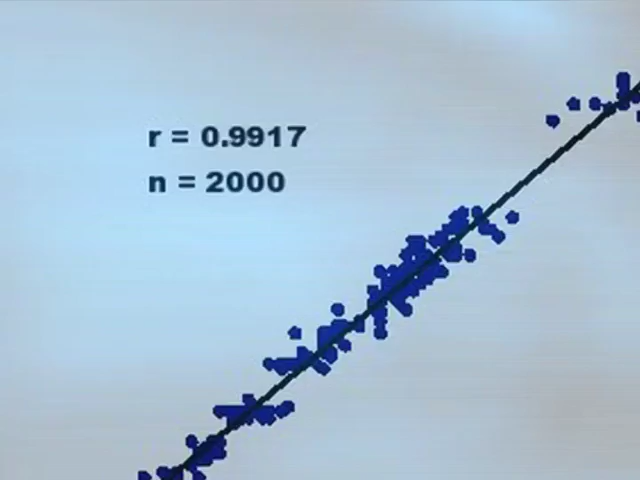 r = 0.9917
n = 2000